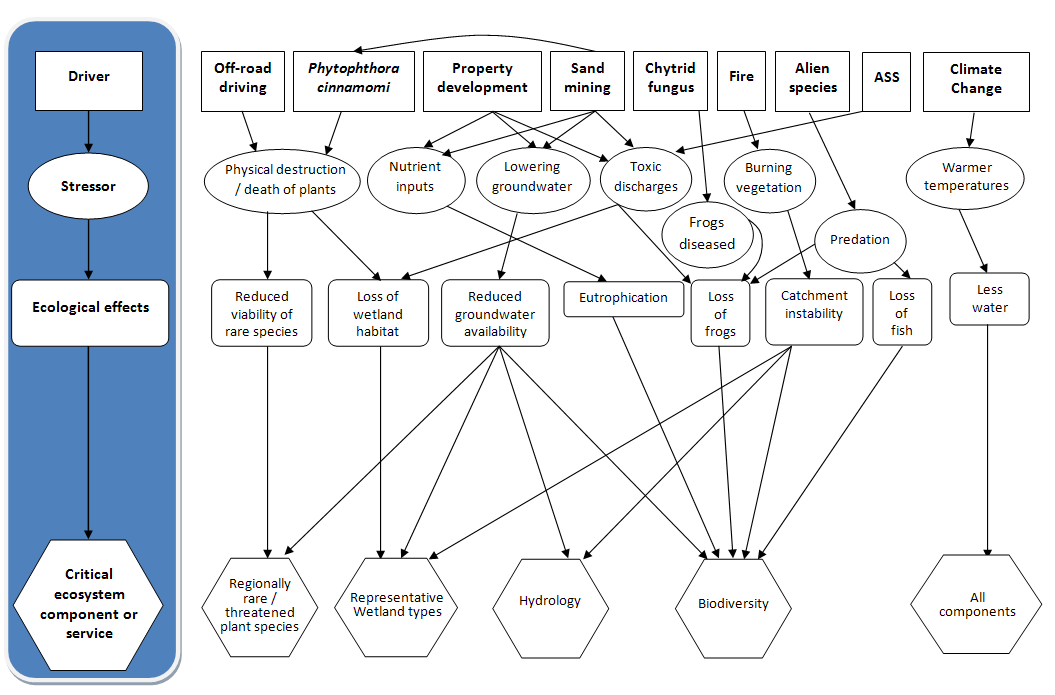 Driver
Stressor
Ecological effects
Critical
ecosystem
component or
service
Off-road
driving
Phytophthora
cinnamomi
Property
development
Sand
mining
Chytrid
fungus
Fire
Alien
species
ASS
Climate
Change
Physical destruction
/ death of plants
Nutrient
inputs
Lowering
groundwater
Toxic
discharges
Frogs
diseased
Burning
vegetation
Predation
Warmer
temperatures
Reduced
viability of
rare species
Loss of
wetland
habitat
Reduced
groundwater
availability
Eutrophication
Loss
of
frogs
Catchment
instability
Loss
of
fish
Less
water
Regionally
rare /
threatened
plant species
Representative
Wetland types
Hydrology
Biodiversity
All
components